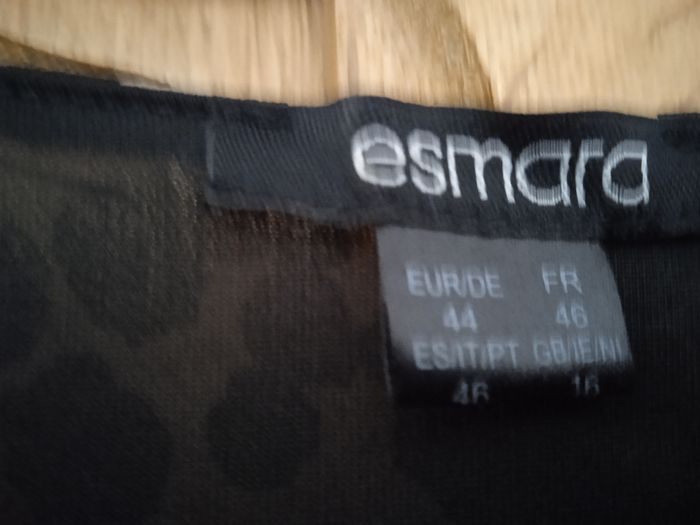 esmara
EUR/DE FR
44 46
ES/IT/PT GB/IE/NI
46 18